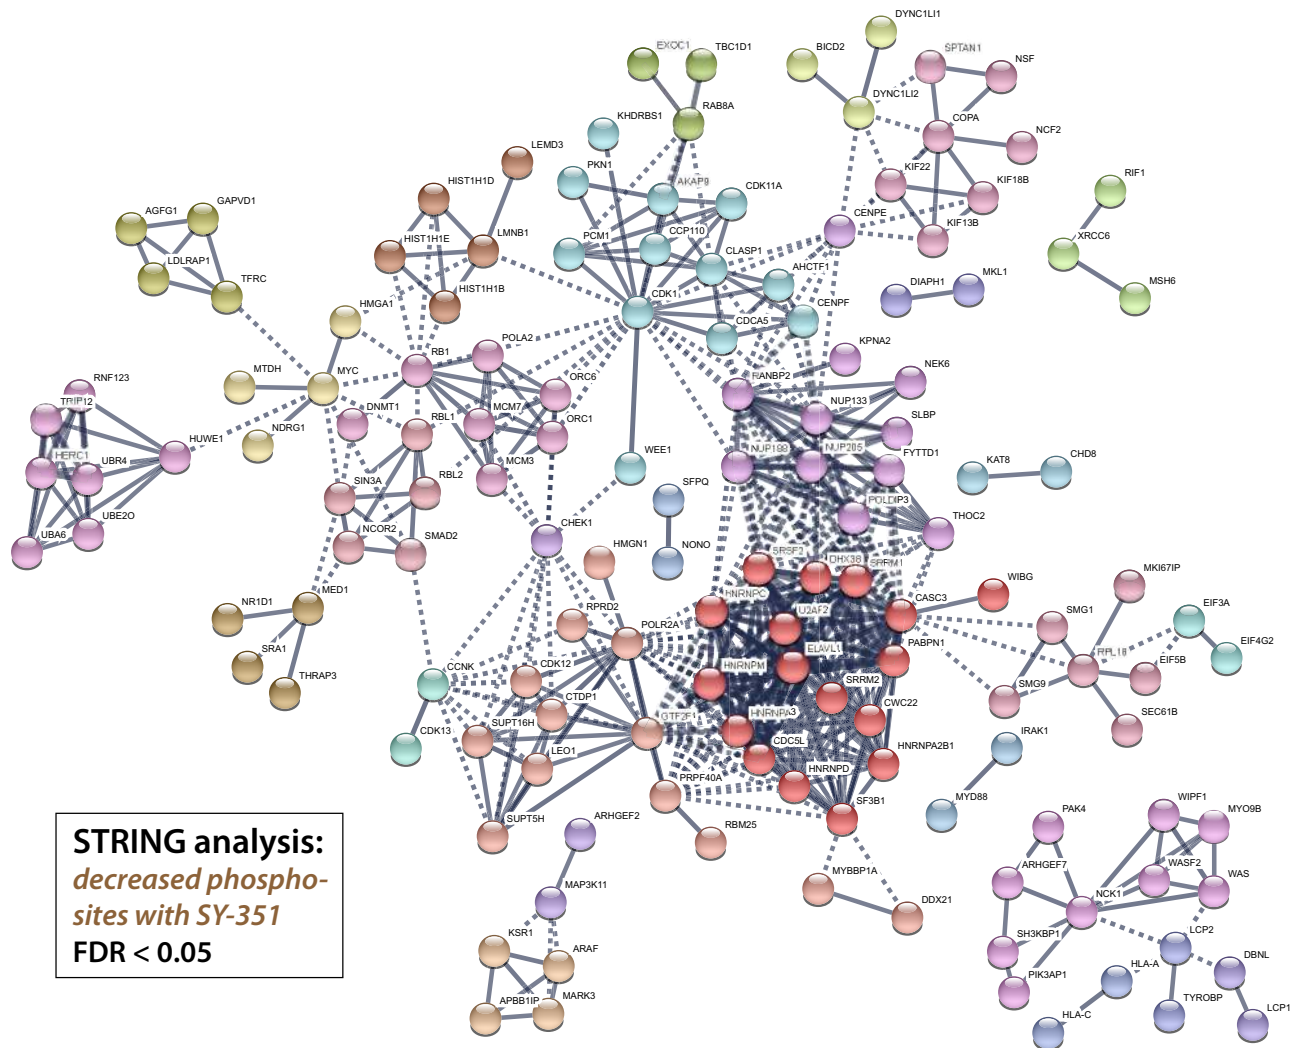 DYNC1LI1
EXOC1
TBC1D1
BICD2
SPTAN1
NSF
DYNC1LI2
RAB8A
KHDRBS1
COPA
NCF2
LEMD3
PKN1
KIF22
HIST1H1D
AKAP9
CDK11A
KIF18B
RIF1
AGFG1
GAPVD1
CENPE
KIF13B
HIST1H1E
LMNB1
PCM1
CCP110
CLASP1
XRCC6
LDLRAP1
AHCTF1
DIAPH1
MKL1
TFRC
HIST1H1B
CDK1
CENPF
MSH6
HMGA1
CDCA5
POLA2
RB1
KPNA2
MTDH
MYC
ORC6
RANBP2
NEK6
RNF123
NUP133
TRIP12
DNMT1
RBL1
MCM7
ORC1
SLBP
NDRG1
HUWE1
WEE1
NUP188
NUP205
FYTTD1
HERC1
UBR4
MCM3
KAT8
CHD8
RBL2
SIN3A
SFPQ
POLDIP3
UBE2O
THOC2
UBA6
NCOR2
SMAD2
CHEK1
NONO
HMGN1
SRSF2
DHX38
SRRM1
MKI67IP
NR1D1
MED1
HNRNPC
CASC3
WIBG
SMG1
EIF3A
RPRD2
POLR2A
U2AF2
SRA1
PABPN1
RPL18
EIF4G2
THRAP3
CCNK
CDK12
HNRNPM
ELAVL1
EIF5B
SMG9
CTDP1
SRRM2
CWC22
CDK13
SUPT16H
GTF2F1
HNRNPA3
SEC61B
LEO1
CDC5L
HNRNPA2B1
IRAK1
PRPF40A
HNRNPD
SF3B1
SUPT5H
RBM25
MYD88
PAK4
WIPF1
MYO9B
STRING analysis:
decreased phospho-
sites with SY-351
FDR < 0.05
ARHGEF2
MYBBP1A
ARHGEF7
WASF2
WAS
MAP3K11
DDX21
NCK1
KSR1
ARAF
SH3KBP1
LCP2
HLA-A
DBNL
PIK3AP1
APBB1IP
MARK3
HLA-C
TYROBP
LCP1